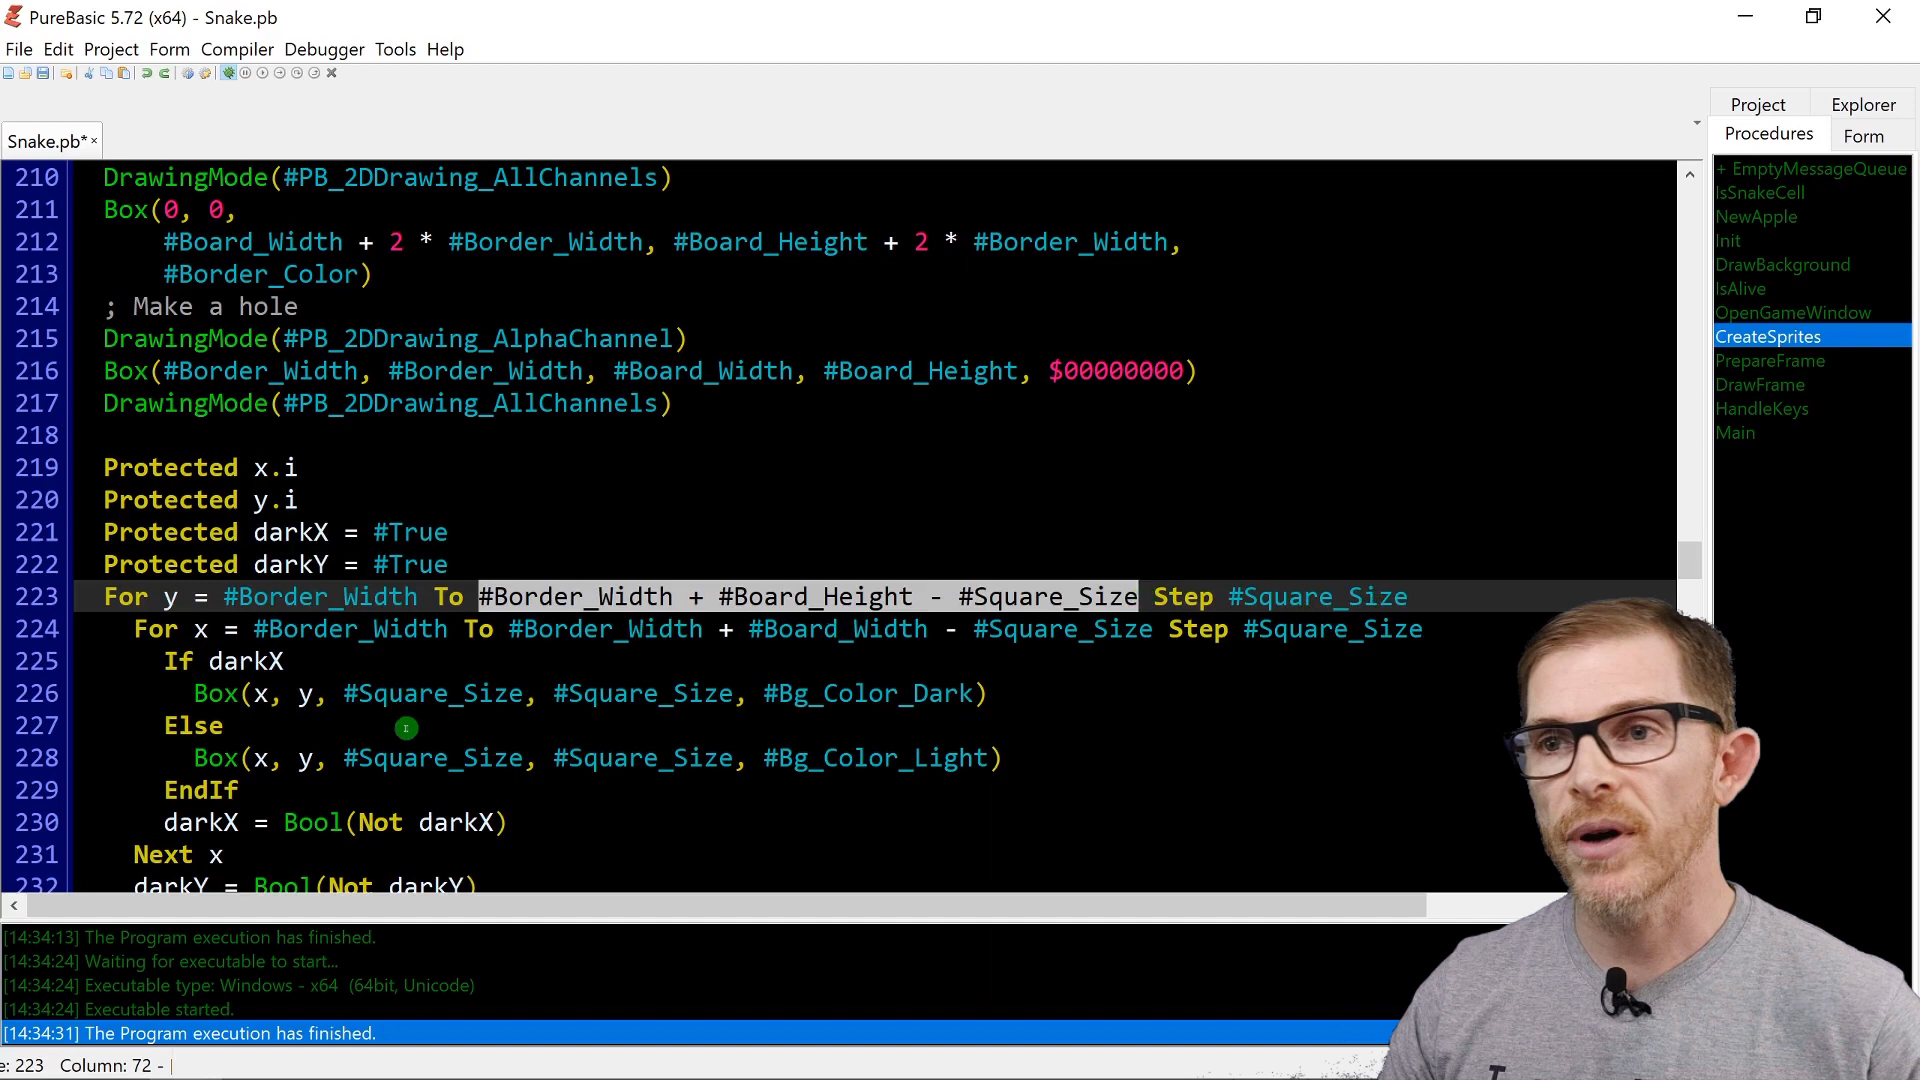 PureBasic 5.72 (x64) - Snake.pb
File Edit Project Form Compiler Debugger Tools Help
Project Explorer
Procedures Form
Snake.pb*
210 DrawingMode(#PB_2DDrawing_AllChannels)
211 Box(0, 0,
212 #Board_Width + 2 * #Border_Width, #Board_Height + 2 * #Border_Width,
213 #Border_Color)
214 ; Make a hole
215 DrawingMode(#PB_2DDrawing_AlphaChannel)
216 Box(#Border_Width, #Border_Width, #Board_Width, #Board_Height, $00000000)
217 DrawingMode(#PB_2DDrawing_AllChannels)
218
219 Protected x.i
220 Protected y.i
221 Protected darkX = #True
222 Protected darkY = #True
223 For y = #Border_Width To #Border_Width + #Board_Height - #Square_Size Step #Square_Size
224 For x = #Border_Width To #Border_Width + #Board_Width - #Square_Size Step #Square_Size
225 If darkX
226 Box(x, y, #Square_Size, #Square_Size, #Bg_Color_Dark)
227 Else
228 Box(x, y, #Square_Size, #Square_Size, #Bg_Color_Light)
229 EndIf
230 darkX = Bool(Not darkX)
231 Next x
232 darkY = Bool(Not darkY)
+ EmptyMessageQueue
IsSnakeCell
NewApple
Init
DrawBackground
IsAlive
OpenGameWindow
CreateSprites
PrepareFrame
DrawFrame
HandleKeys
Main
[14:34:13] The Program execution has finished.
[14:34:24] Waiting for executable to start...
[14:34:24] Executable type: Windows - x64 (64bit, Unicode)
[14:34:24] Executable started.
[14:34:31] The Program execution has finished.
e: 223 Column: 72 -